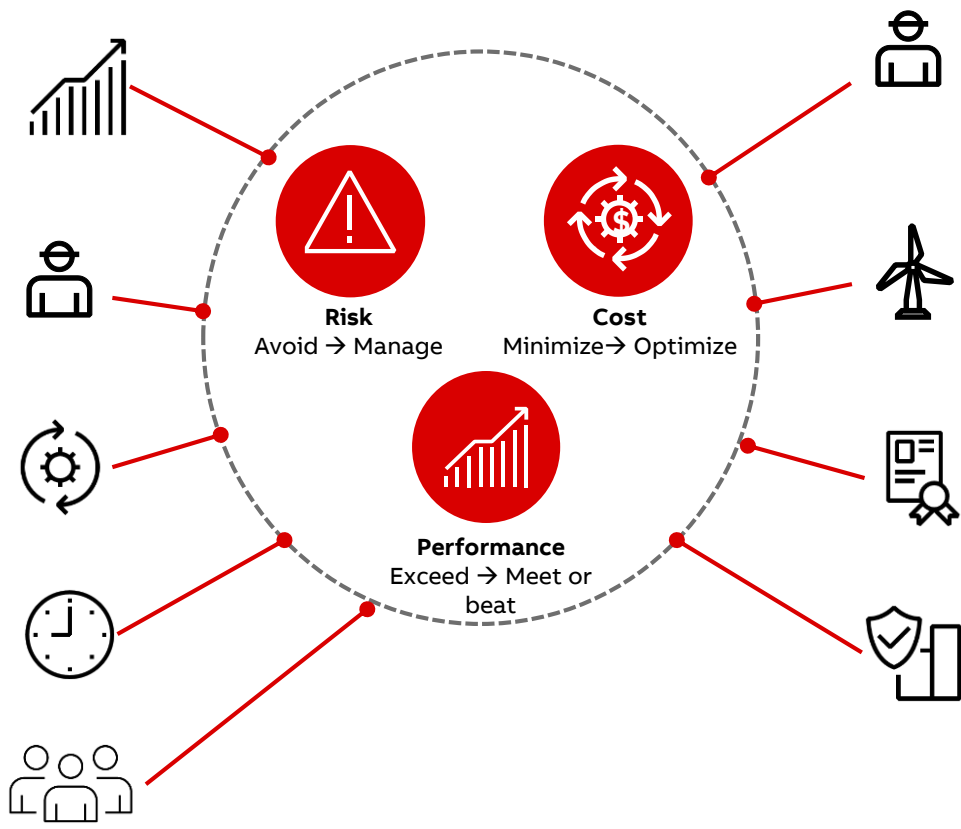 $
Risk
Avoid → Manage
Cost
Minimize→ Optimize
Performance
Exceed → Meet or
beat